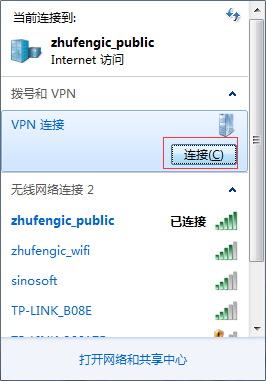 当前连接到:
zhufengic_public
Internet 访问
拨号和 VPN
VPN 连接
连接(C)
无线网络连接 2
zhufengic_public 已连接
zhufengic_wifi
sinosoft
TP-LINK_B08E
打开网络和共享中心